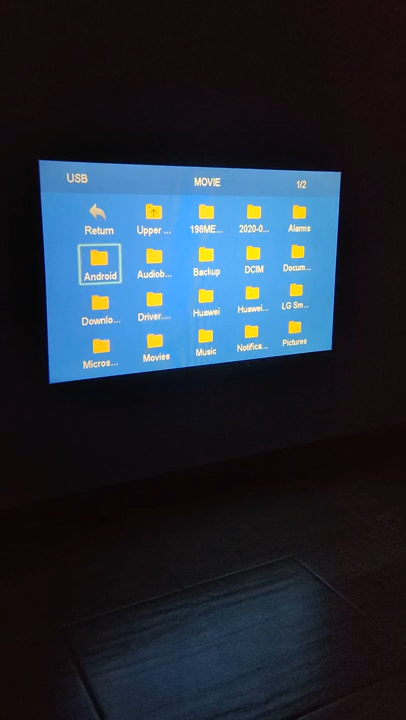 USB MOVIE 1/2
Return Upper ... 198ME... 2020-0... Alarms
Android Audiob... Backup DCIM Docum...
Downlo... Driver.... Huawei Huawei... LG Sm...
Micros... Movies Music Notifica... Pictures